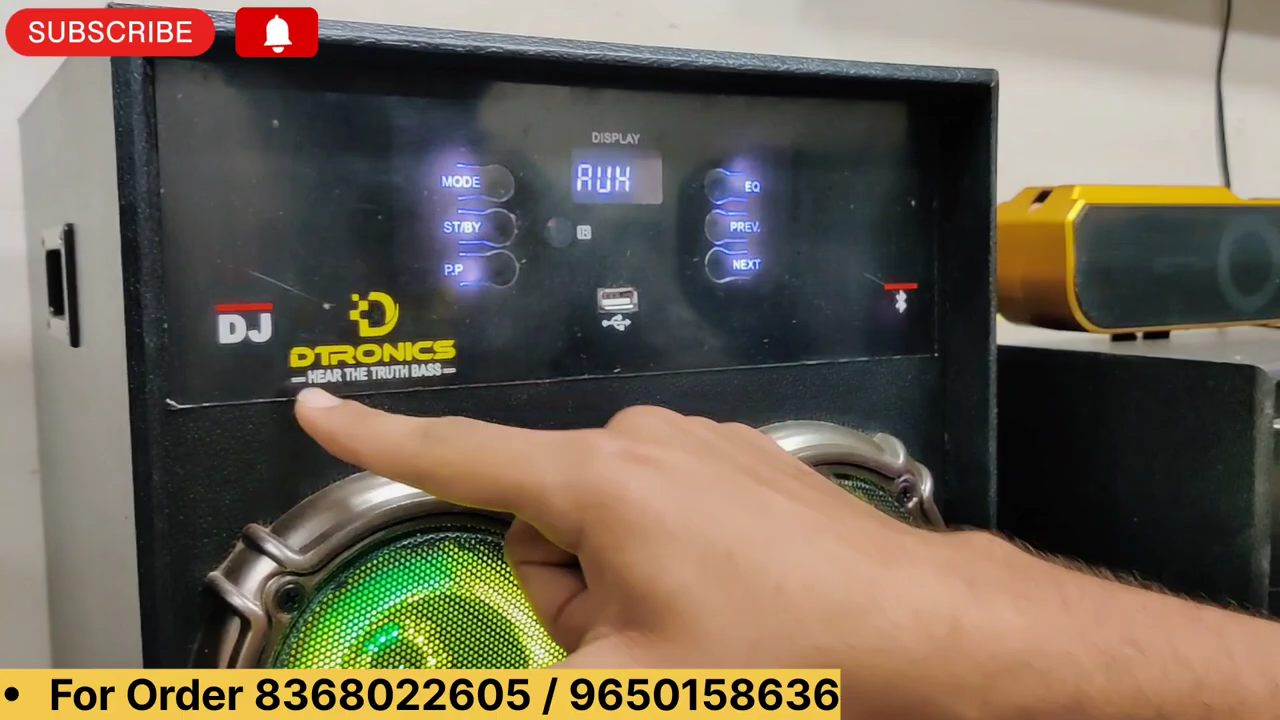 SUBSCRIBE
DISPLAY
AUX
MODE
EQ
ST/BY
IR
PREV.
P.P
NEXT
DJ
D
DTRONICS
HEAR THE TRUTH BASS
• For Order 8368022605 / 9650158636